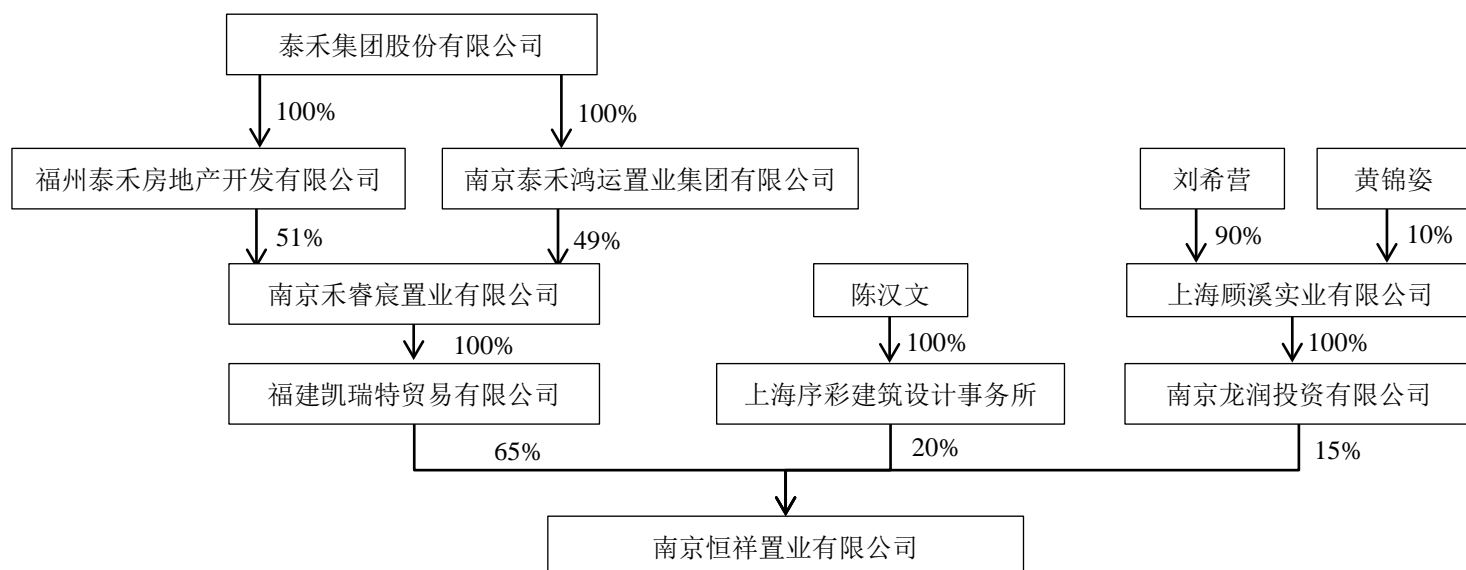 泰禾集团股份有限公司
100%
100%
福州泰禾房地产开发有限公司
南京泰禾鸿运置业集团有限公司
刘希营
黄锦姿
51%
49%
90%
10%
南京禾睿宸置业有限公司
陈汉文
上海顾溪实业有限公司
100%
100%
100%
福建凯瑞特贸易有限公司
上海序彩建筑设计事务所
南京龙润投资有限公司
65%
20%
15%
南京恒祥置业有限公司